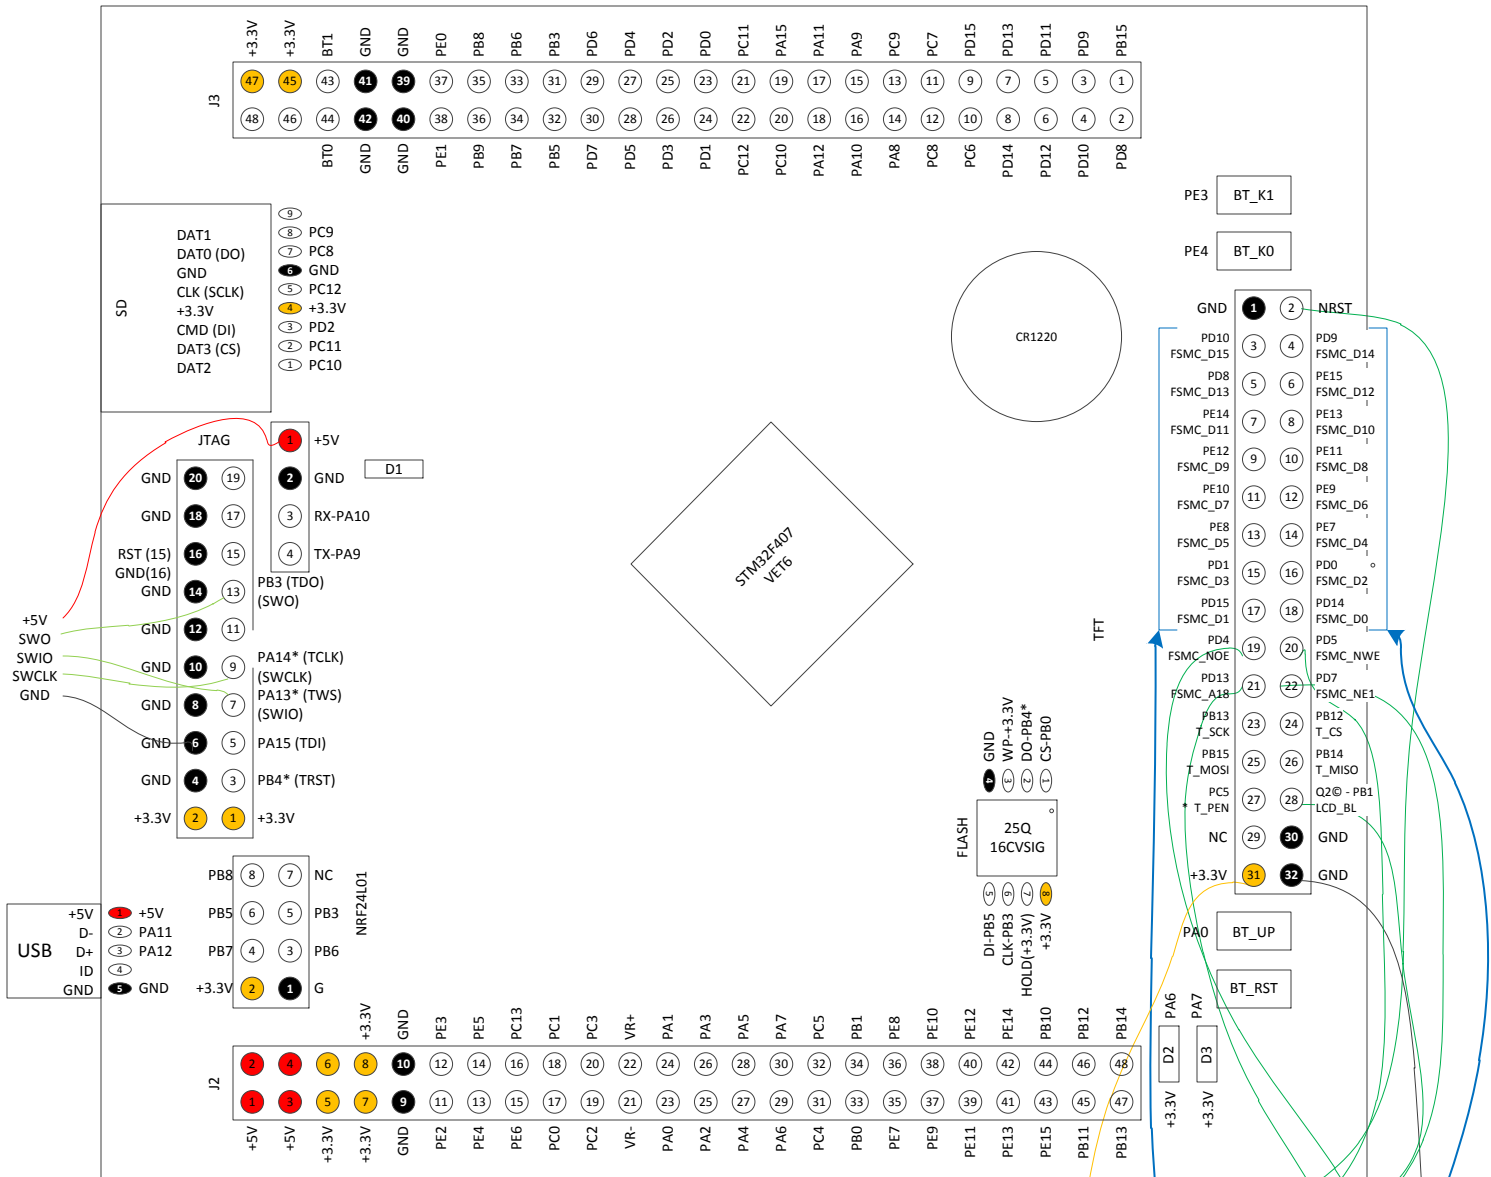 +3.3V +3.3V BT1 GND GND PE0 PB8 PB6 PB3 PD6 PD4 PD2 PD0 PC11 PA15 PA11 PA9 PC9 PC7 PD15 PD13 PD11 PD9 PB15
J3
47 45 43 41 39 37 35 33 31 29 27 25 23 21 19 17 15 13 11 9 7 5 3 1
48 46 44 42 40 38 36 34 32 30 28 26 24 22 20 18 16 14 12 10 8 6 4 2
BT0 GND GND PE1 PB9 PB7 PB5 PD7 PD5 PD3 PD1 PC12 PC10 PA12 PA10 PA8 PC8 PC6 PD14 PD12 PD10 PD8
PE3 BT_K1
PE4 BT_K0
SD
9
DAT1 8 PC9
DAT0 (DO) 7 PC8
GND 6 GND
CLK (SCLK) 5 PC12
+3.3V 4 +3.3V
CMD (DI) 3 PD2
DAT3 (CS) 2 PC11
DAT2 1 PC10
CR1220
JTAG
1 +5V
2 GND
3 RX-PA10
4 TX-PA9
D1
GND 20 19
GND 18 17
RST (15) 16 15
GND(16)
GND 14 13 PB3 (TDO)
(SWO)
GND 12 11
GND 10 9 PA14* (TCLK)
(SWCLK)
GND 8 7 PA13* (TWS)
(SWIO)
GND 6 5 PA15 (TDI)
GND 4 3 PB4* (TRST)
+3.3V 2 1 +3.3V
+5V
SWO
SWIO
SWCLK
GND
STM32F407
VET6
TFT
GND 1 2 NRST
PD10 3 4 PD9
FSMC_D15 FSMC_D14
PD8 5 6 PE15
FSMC_D13 FSMC_D12
PE14 7 8 PE13
FSMC_D11 FSMC_D10
PE12 9 10 PE11
FSMC_D9 FSMC_D8
PE10 11 12 PE9
FSMC_D7 FSMC_D6
PE8 13 14 PE7
FSMC_D5 FSMC_D4
PD1 15 16 PD0
FSMC_D3 FSMC_D2
PD15 17 18 PD14
FSMC_D1 FSMC_D0
PD4 19 20 PD5
FSMC_NOE FSMC_NWE
PD13 21 22 PD7
FSMC_A18 FSMC_NE1
PB13 23 24 PB12
T_SCK T_CS
PB15 25 26 PB14
T_MOSI T_MISO
PC5 27 28 Q2© - PB1
* T_PEN LCD_BL
NC 29 30 GND
+3.3V 31 32 GND
GND WP-+3.3V DO-PB4* CS-PB0
4 3 2 1
FLASH
25Q
16CVSIG
5 6 7 8
DI-PB5 CLK-PB3 HOLD(+3.3V) +3.3V
PB8 8 7 NC
PB5 6 5 PB3
PB7 4 3 PB6
+3.3V 2 1 G
NRF24L01
USB
+5V 1 +5V
D- 2 PA11
D+ 3 PA12
ID 4
GND 5 GND
PA0 BT_UP
BT_RST
PA6 PA7
D2 D3
+3.3V +3.3V
+3.3V GND PE3 PE5 PC13 PC1 PC3 VR+ PA1 PA3 PA5 PA7 PC5 PB1 PE8 PE10 PE12 PE14 PB10 PB12 PB14
J2
2 4 6 8 10 12 14 16 18 20 22 24 26 28 30 32 34 36 38 40 42 44 46 48
1 3 5 7 9 11 13 15 17 19 21 23 25 27 29 31 33 35 37 39 41 43 45 47
+5V +5V +3.3V +3.3V GND PE2 PE4 PE6 PC0 PC2 VR- PA0 PA2 PA4 PA6 PC4 PB0 PE7 PE9 PE11 PE13 PE15 PB11 PB13